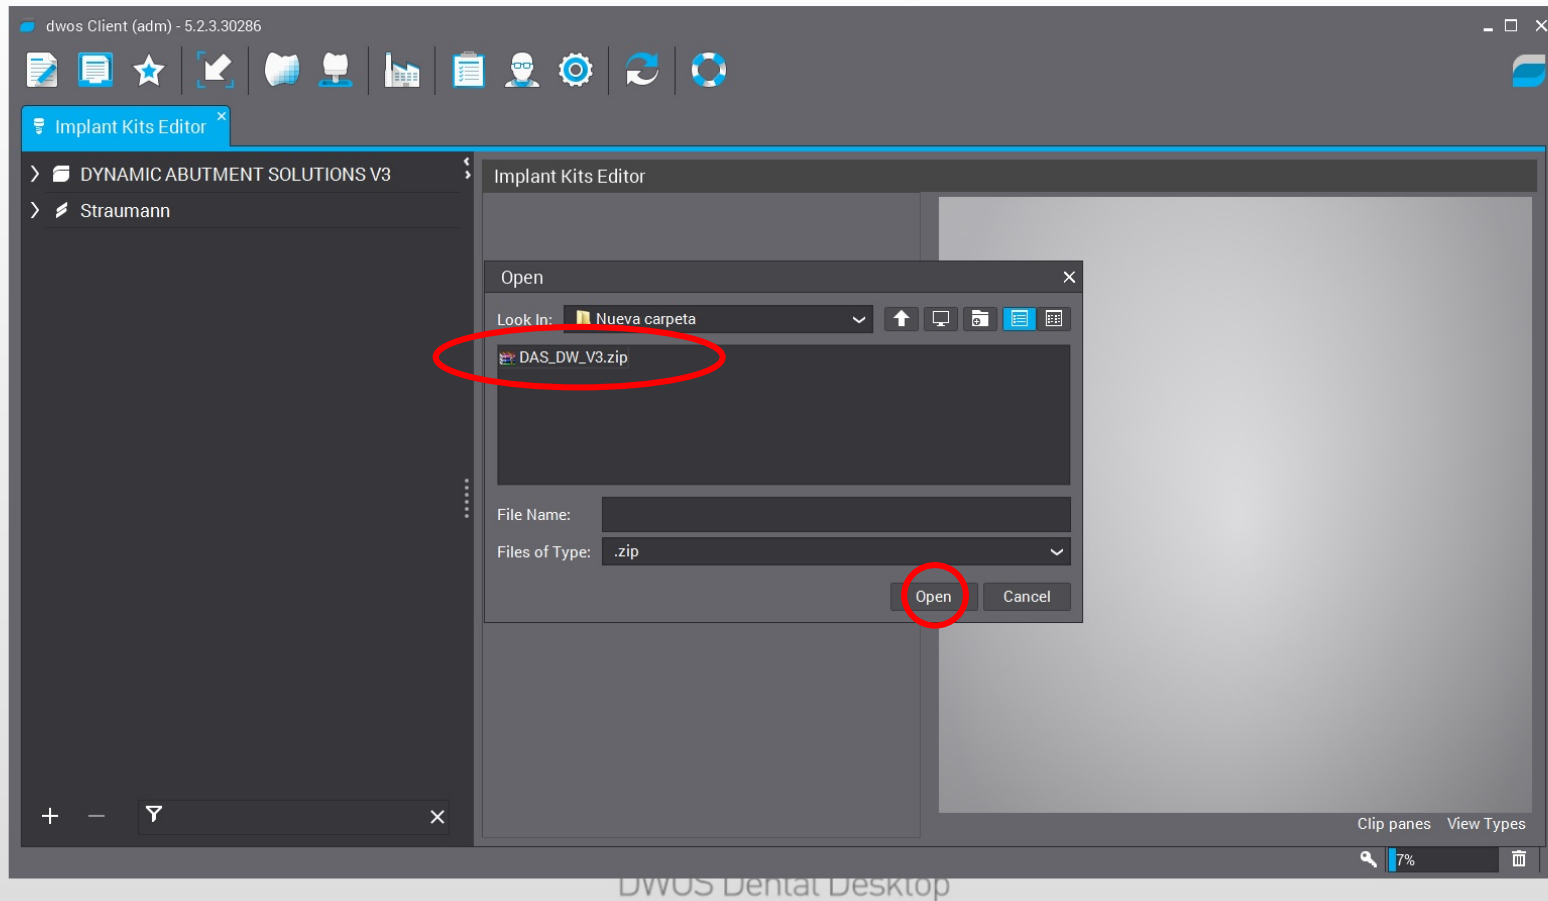 dwos Client (adm) - 5.2.3.30286
Implant Kits Editor
DYNAMIC ABUTMENT SOLUTIONS V3
Straumann
Implant Kits Editor
Open
Look In: Nueva carpeta
DAS_DW_V3.zip
File Name:
Files of Type: .zip
Open Cancel
Clip panes View Types
7%
DWOS Dental Desktop